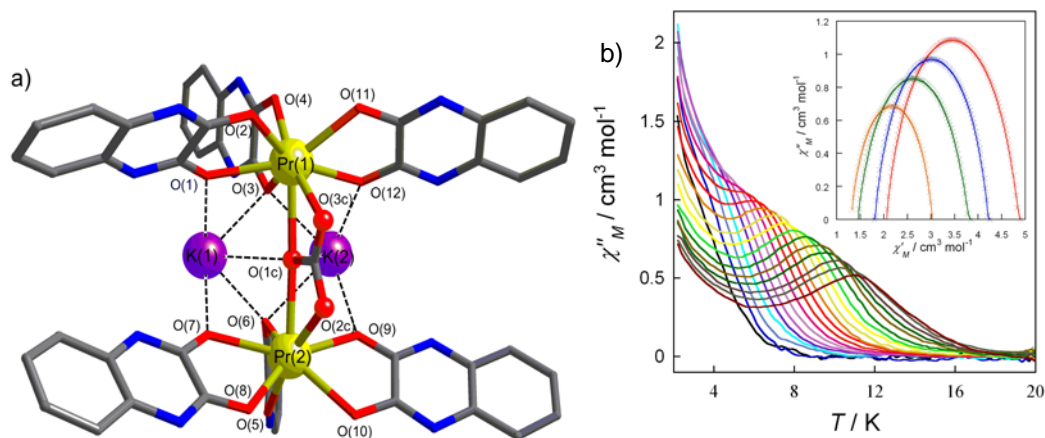 a)
O(4)
O(11)
O(2)
Pr(1)
O(1)
O(3)
O(12)
O(3c)
K(1)
K(2)
O(1c)
O(7)
O(6)
O(2c)
O(9)
Pr(2)
O(8)
O(5)
O(10)
b)
χ''M / cm³ mol⁻¹
2
1.5
1
0.5
0
4 8 12 16 20
T / K
χ''M / cm³ mol⁻¹
1.2
1
0.8
0.6
0.4
0.2
0
1 1.5 2 2.5 3 3.5 4 4.5 5
χ'M / cm³ mol⁻¹